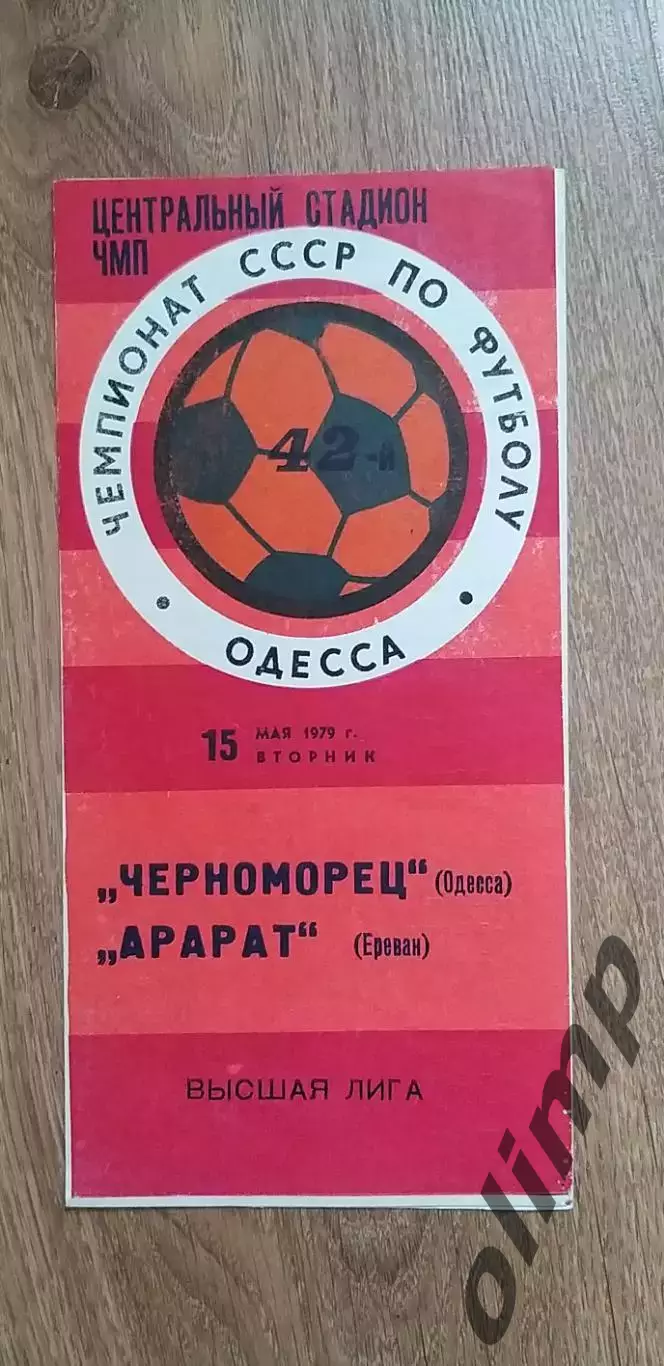 ЦЕНТРАЛЬНЫЙ СТАДИОН
ЧМП
ЧЕМПИОНАТ СССР ПО ФУТБОЛУ
42-й
• ОДЕССА •
15 МАЯ 1979 г.
ВТОРНИК
„ЧЕРНОМОРЕЦ“ (Одесса)
„АРАРАТ“ (Ереван)
ВЫСШАЯ ЛИГА
olimp